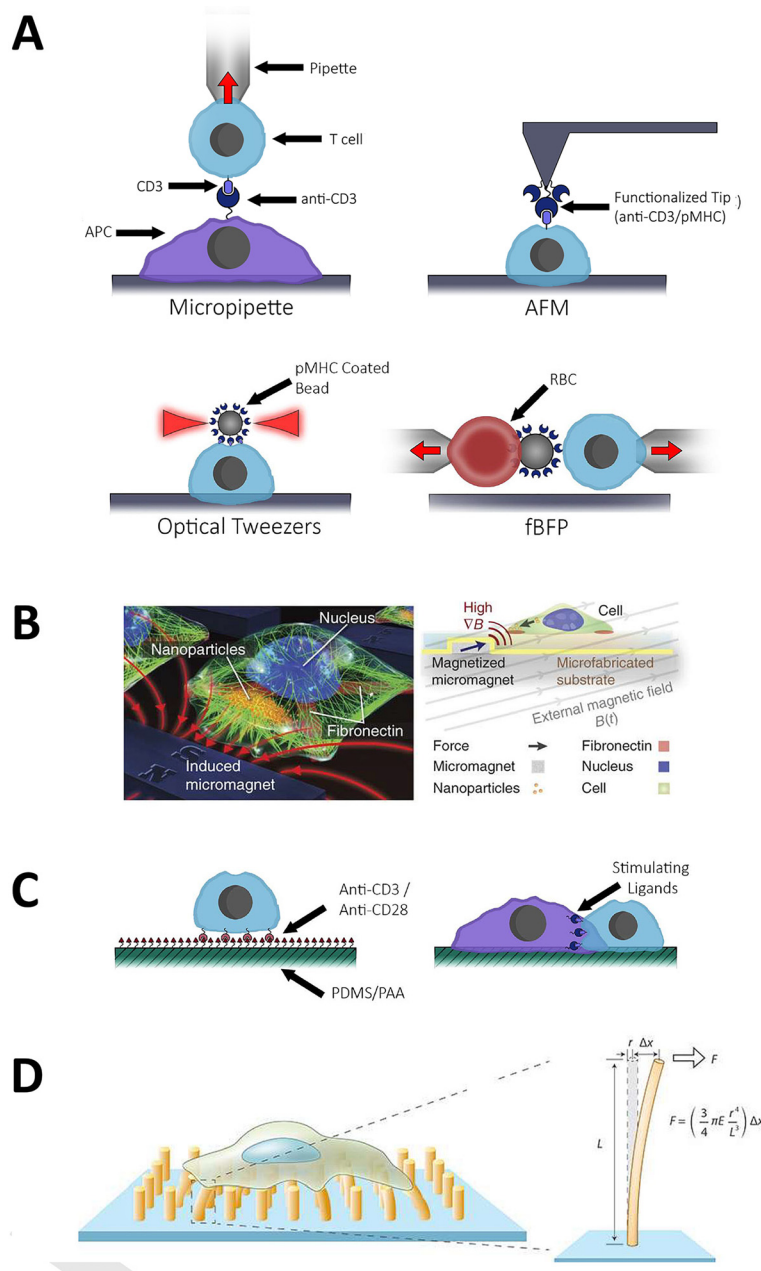 A
Pipette
T cell
CD3
anti-CD3
APC
Micropipette
Functionalized Tip :)
(anti-CD3/pMHC)
AFM
pMHC Coated
Bead
Optical Tweezers
RBC
fBFP
B
Nucleus
Nanoparticles
Fibronectin
Induced
micromagnet
S
N
High
∇B
Cell
Magnetized
micromagnet
Microfabricated
substrate
External magnetic field
B(t)
Force
Fibronectin
Micromagnet
Nucleus
Nanoparticles
Cell
C
Anti-CD3 /
Anti-CD28
PDMS/PAA
Stimulating
Ligands
D
r Δx
F
L
F = (3/4 πE r⁴/L³) Δx